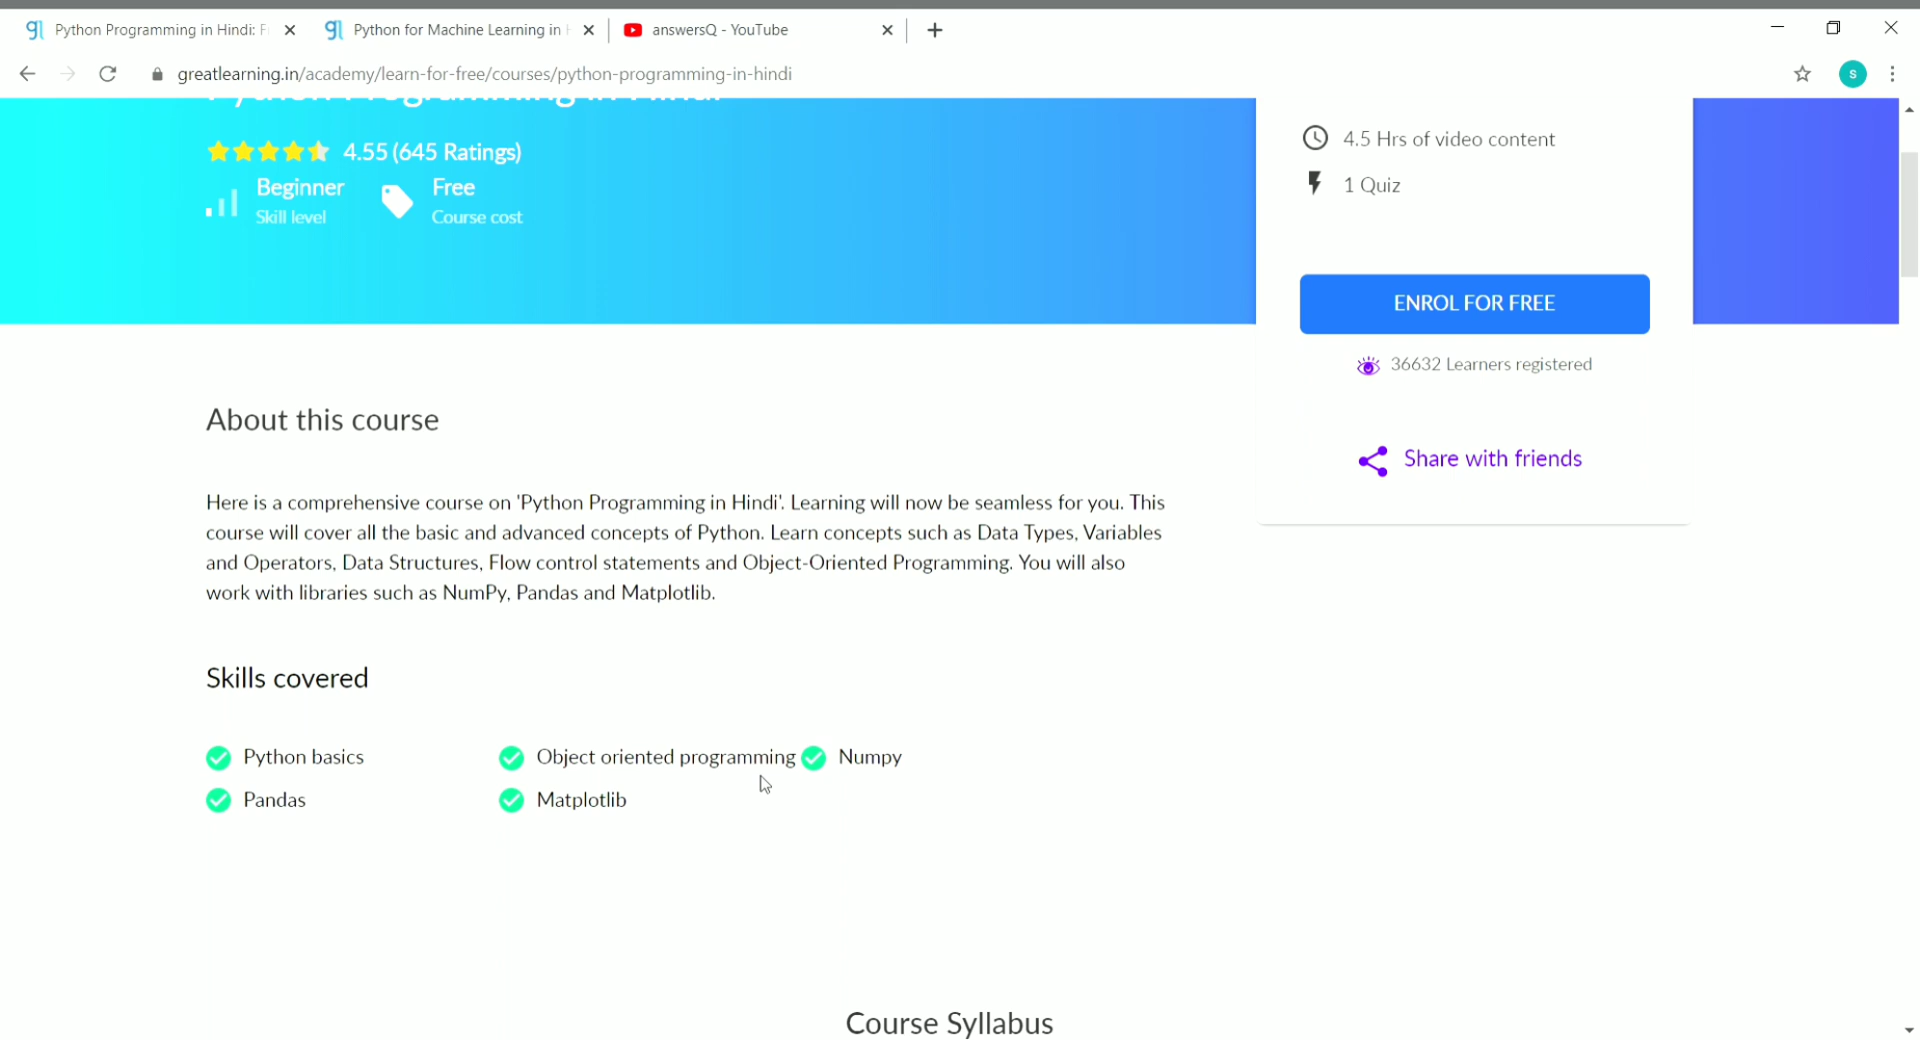 Python Programming in Hindi: F
Python for Machine Learning in H
answersQ - YouTube
greatlearning.in/academy/learn-for-free/courses/python-programming-in-hindi
S
Python Programming in Hindi
4.55 (645 Ratings)
Beginner
Skill level
Free
Course cost
4.5 Hrs of video content
1 Quiz
ENROL FOR FREE
36632 Learners registered
Share with friends
About this course
Here is a comprehensive course on 'Python Programming in Hindi'. Learning will now be seamless for you. This
course will cover all the basic and advanced concepts of Python. Learn concepts such as Data Types, Variables
and Operators, Data Structures, Flow control statements and Object-Oriented Programming. You will also
work with libraries such as NumPy, Pandas and Matplotlib.
Skills covered
Python basics
Object oriented programming
Numpy
Pandas
Matplotlib
Course Syllabus